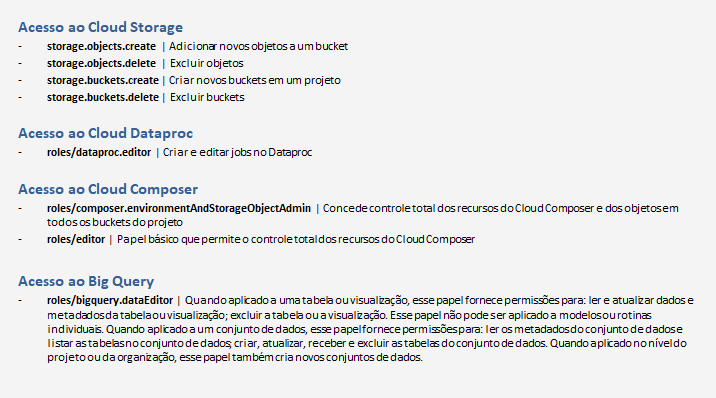 Acesso ao Cloud Storage
- storage.objects.create | Adicionar novos objetos a um bucket
- storage.objects.delete | Excluir objetos
- storage.buckets.create | Criar novos buckets em um projeto
- storage.buckets.delete | Excluir buckets
Acesso ao Cloud Dataproc
- roles/dataproc.editor | Criar e editar jobs no Dataproc
Acesso ao Cloud Composer
- roles/composer.environmentAndStorageObjectAdmin | Concede controle total dos recursos do Cloud Composer e dos objetos em
todos os buckets do projeto
- roles/editor | Papel básico que permite o controle total dos recursos do Cloud Composer
Acesso ao Big Query
- roles/bigquery.dataEditor | Quando aplicado a uma tabela ou visualização, esse papel fornece permissões para: ler e atualizar dados e
metadados da tabela ou visualização; excluir a tabela ou a visualização. Esse papel não pode ser aplicado a modelos ou rotinas
individuais. Quando aplicado a um conjunto de dados, esse papel fornece permissões para: ler os metadados do conjunto de dados e
listar as tabelas no conjunto de dados; criar, atualizar, receber e excluir as tabelas do conjunto de dados. Quando aplicado no nível do
projeto ou da organização, esse papel também cria novos conjuntos de dados.